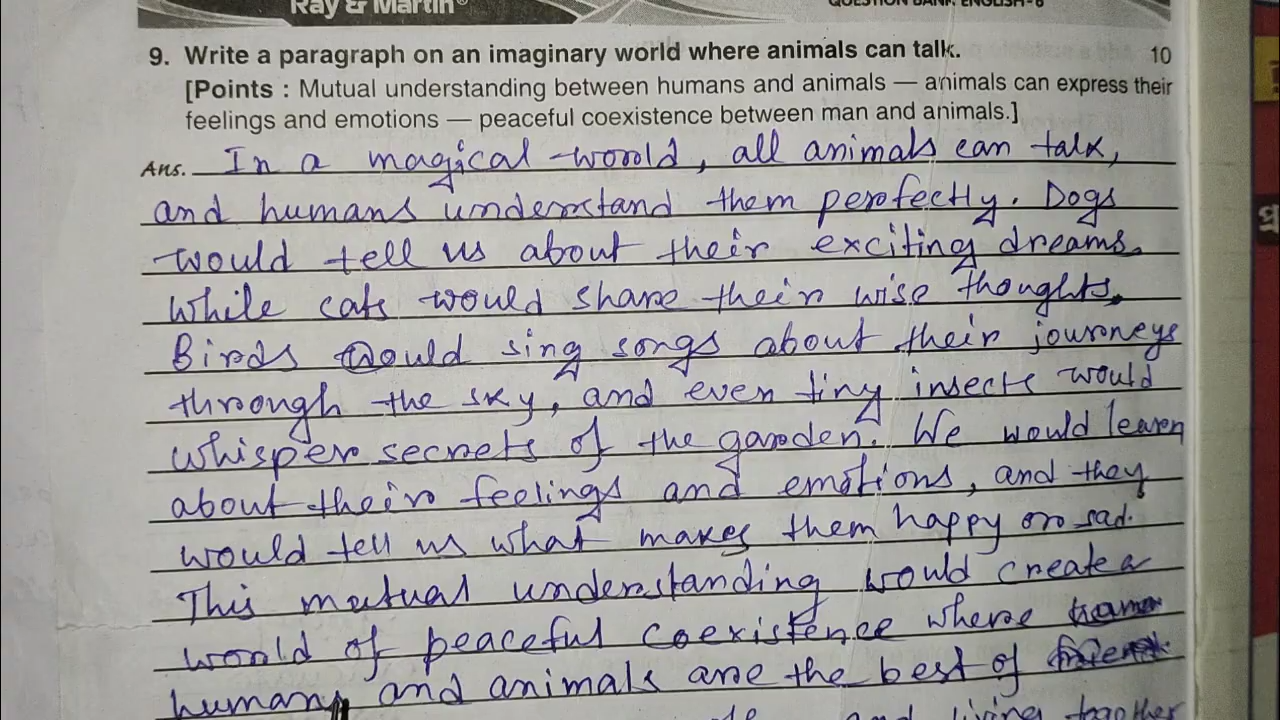 Ray & Martin
QUESTION BANK ENGLISH-6
9. Write a paragraph on an imaginary world where animals can talk. 10
[Points : Mutual understanding between humans and animals — animals can express their
feelings and emotions — peaceful coexistence between man and animals.]
Ans. In a magical world, all animals can talk,
and humans understand them perfectly. Dogs
would tell us about their exciting dreams.
While cats would share their wise thoughts.
Birds would sing songs about their journeys
through the sky, and even tiny insects would
whisper secrets of the garden. We would learn
about their feelings and emotions, and they
would tell us what makes them happy or sad.
This mutual understanding would create a
world of peaceful coexistence where
humans and animals are the best of
and living together